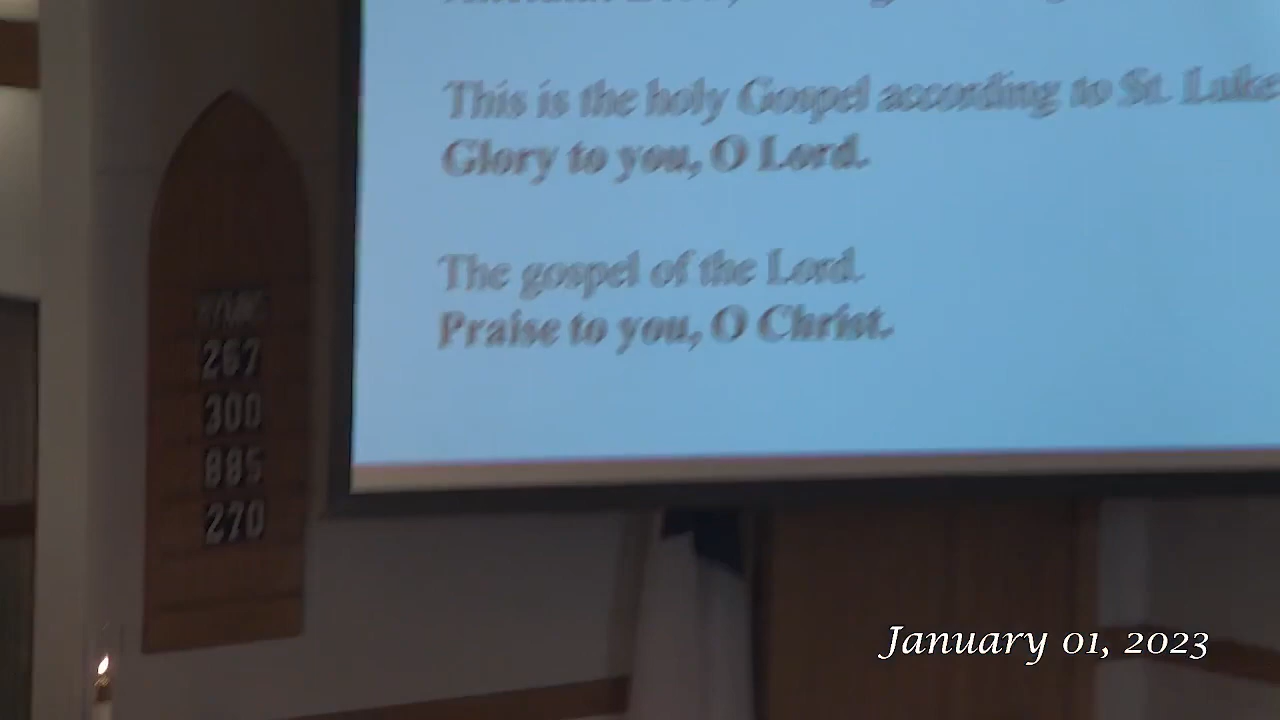 This is the holy Gospel according to St. Luke
Glory to you, O Lord.
The gospel of the Lord.
Praise to you, O Christ.
HYMNS
267
300
885
270
January 01, 2023